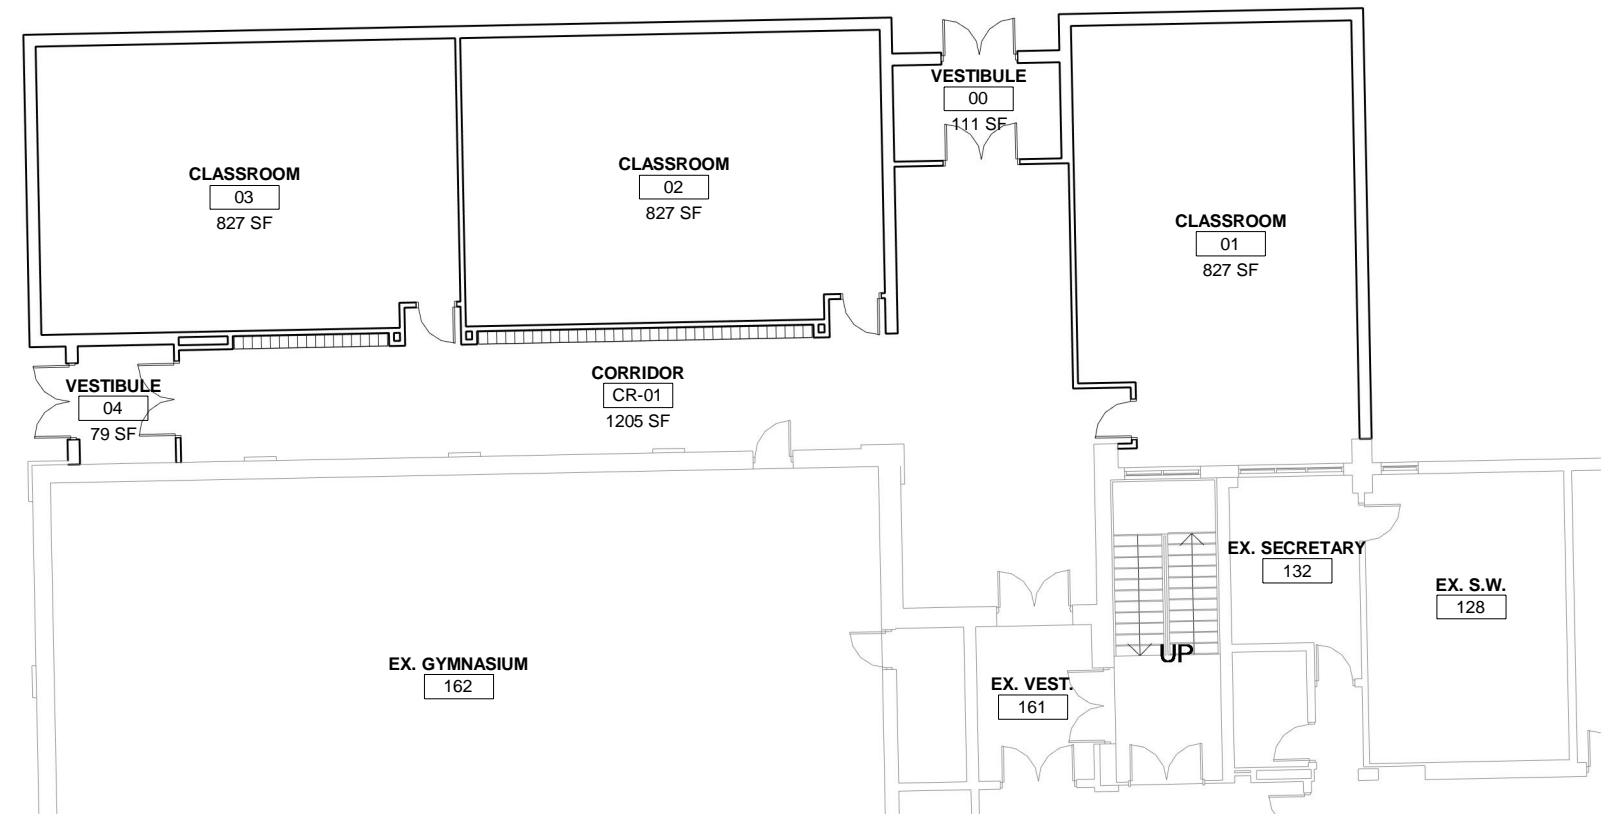 VESTIBULE
00
111 SF
CLASSROOM
03
827 SF
CLASSROOM
02
827 SF
CLASSROOM
01
827 SF
VESTIBULE
04
79 SF
CORRIDOR
CR-01
1205 SF
EX. SECRETARY
132
EX. S.W.
128
EX. GYMNASIUM
162
UP
EX. VEST.
161